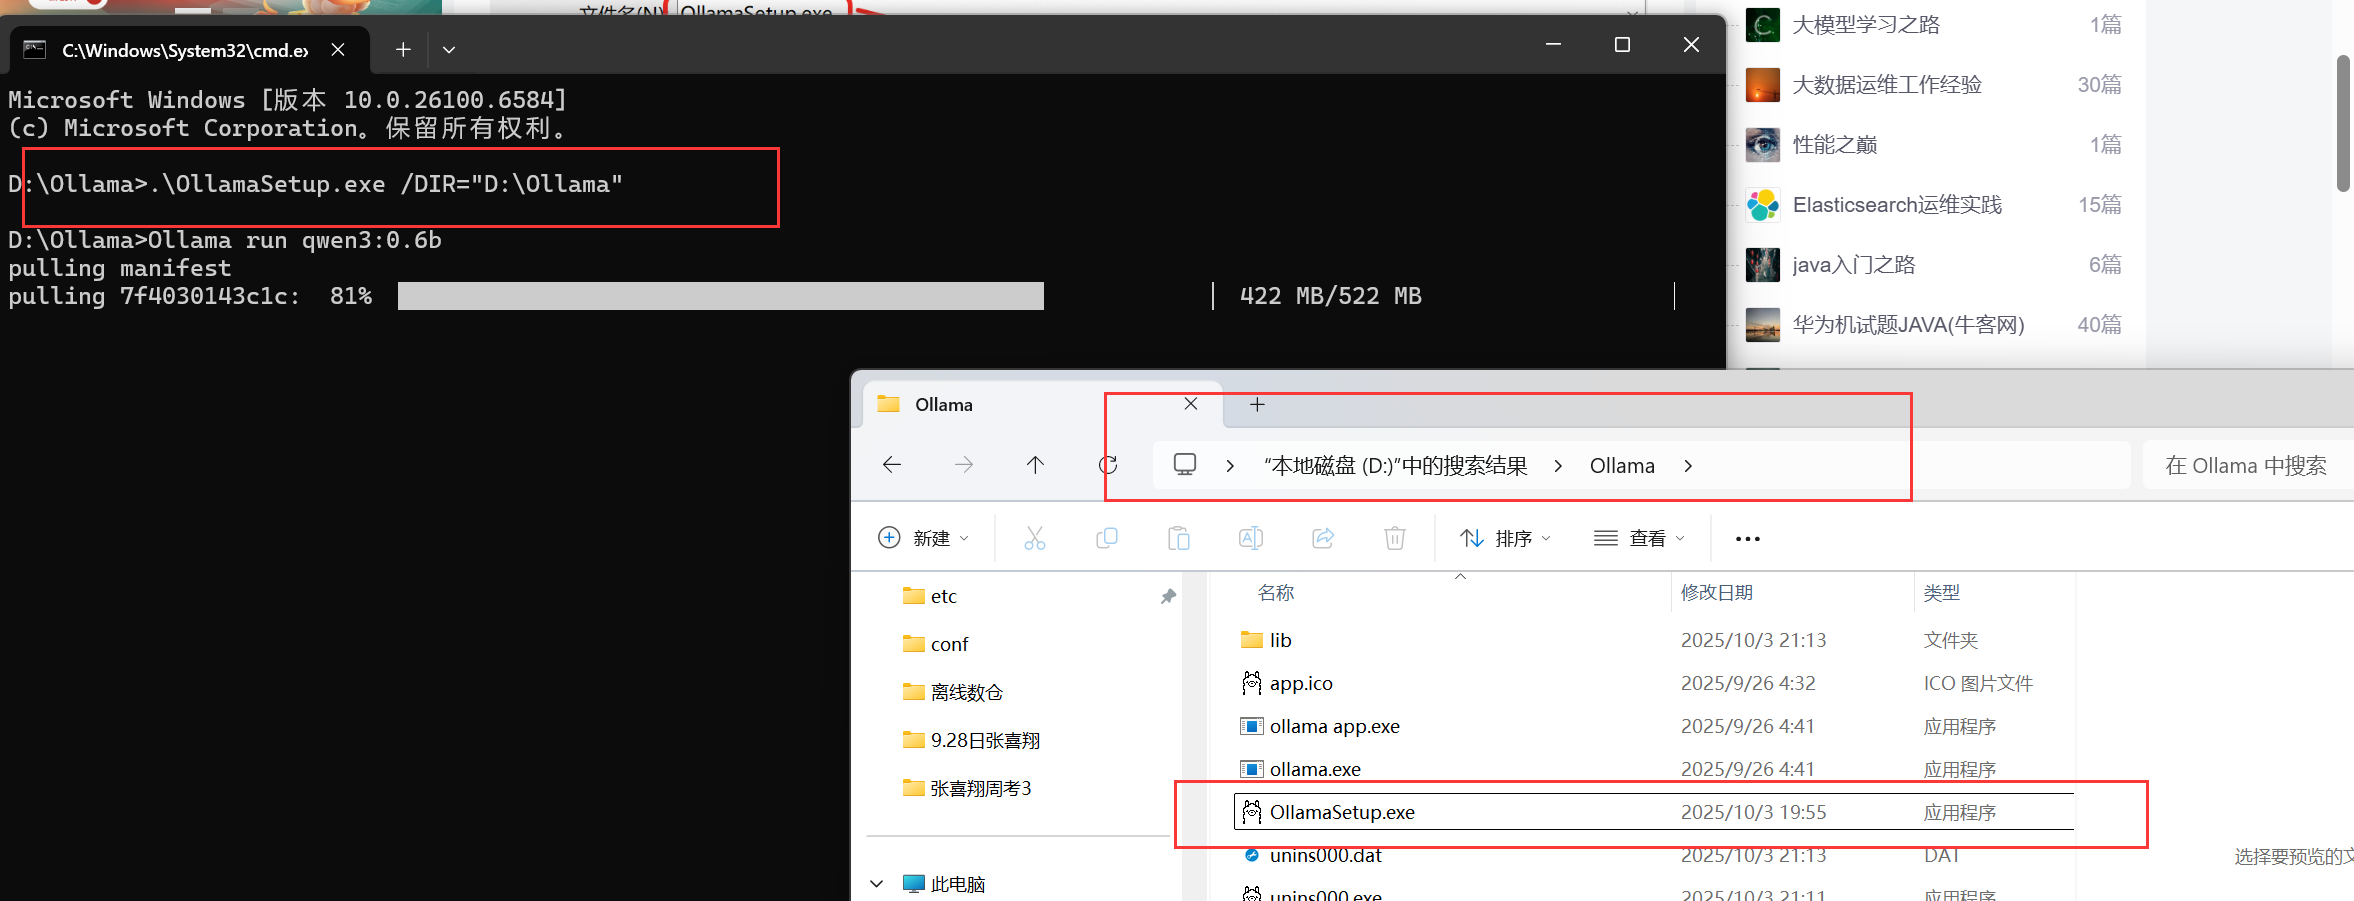 文件名(N) OllamaSetup.exe
C:\Windows\System32\cmd.ex
Microsoft Windows [版本 10.0.26100.6584]
(c) Microsoft Corporation。保留所有权利。
D:\Ollama>.\OllamaSetup.exe /DIR="D:\Ollama"
D:\Ollama>Ollama run qwen3:0.6b
pulling manifest
pulling 7f4030143c1c: 81% 422 MB/522 MB
大模型学习之路 1篇
大数据运维工作经验 30篇
性能之巅 1篇
Elasticsearch运维实践 15篇
java入门之路 6篇
华为机试题JAVA(牛客网) 40篇
Ollama
“本地磁盘 (D:)”中的搜索结果 Ollama
在 Ollama 中搜索
新建 排序 查看
etc
conf
离线数仓
9.28日张喜翔
张喜翔周考3
此电脑
名称 修改日期 类型
lib 2025/10/3 21:13 文件夹
app.ico 2025/9/26 4:32 ICO 图片文件
ollama app.exe 2025/9/26 4:41 应用程序
ollama.exe 2025/9/26 4:41 应用程序
OllamaSetup.exe 2025/10/3 19:55 应用程序
unins000.dat 2025/10/3 21:13 DAT
unins000.exe 2025/10/3 21:11 应用程序
选择要预览的文